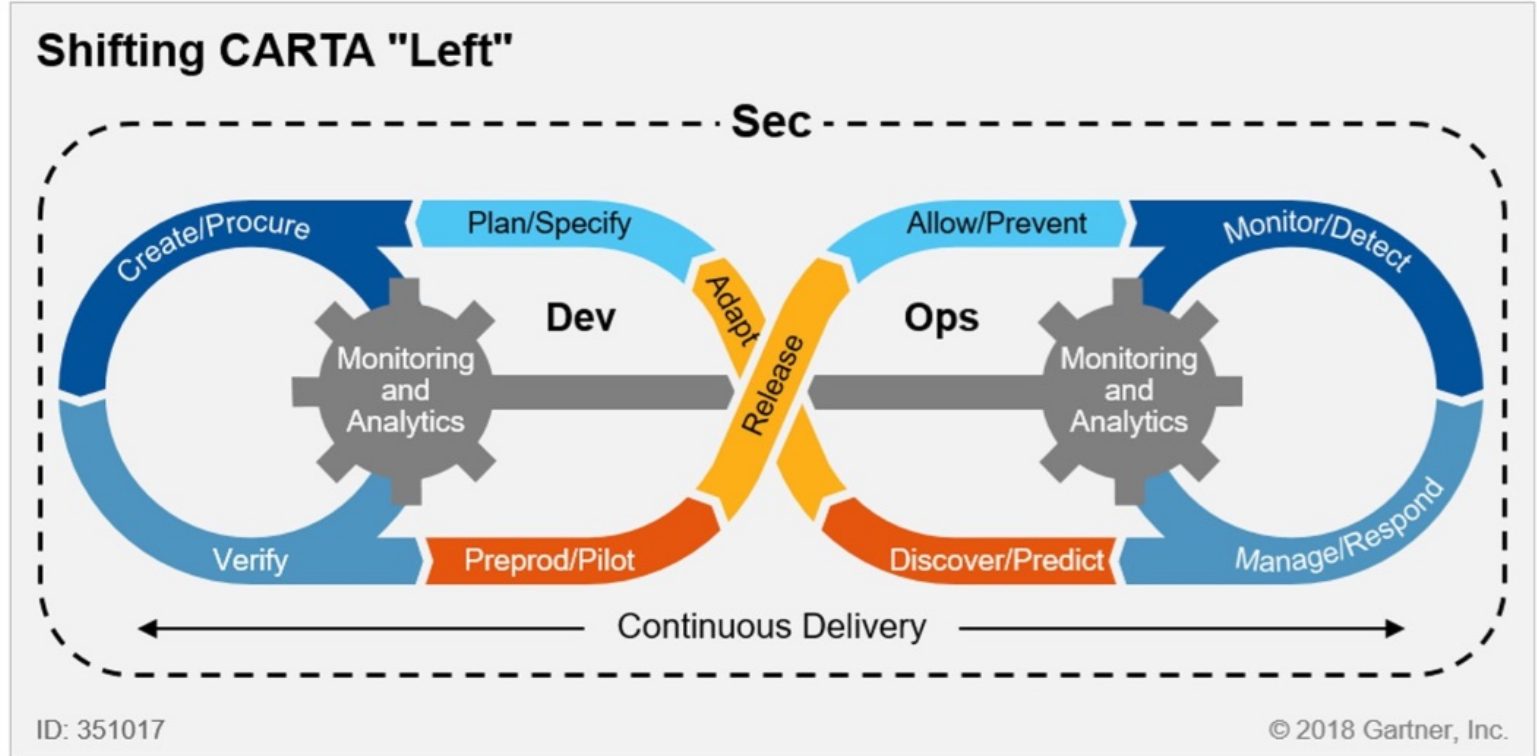 Shifting CARTA "Left"
Sec
Create/Procure
Plan/Specify
Allow/Prevent
Monitor/Detect
Adapt
Dev
Ops
Monitoring
and
Analytics
Release
Monitoring
and
Analytics
Verify
Preprod/Pilot
Discover/Predict
Manage/Respond
Continuous Delivery
ID: 351017
© 2018 Gartner, Inc.